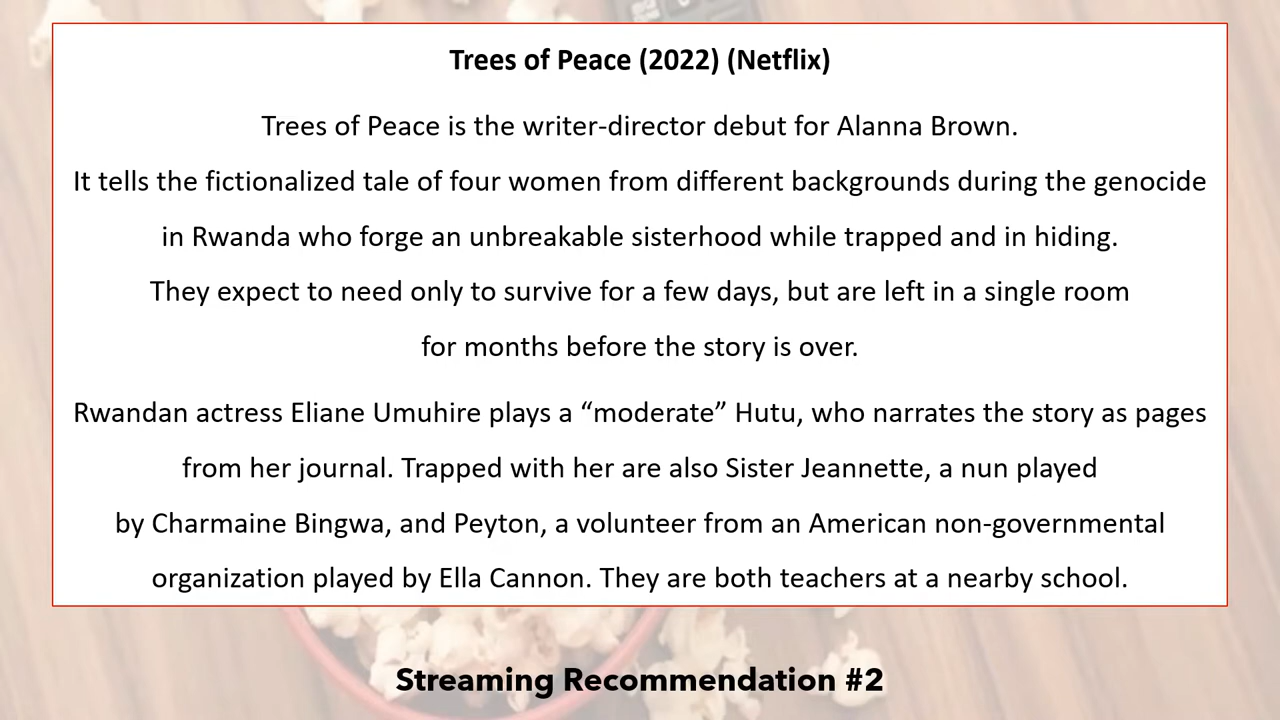 Trees of Peace (2022) (Netflix)
Trees of Peace is the writer-director debut for Alanna Brown.
It tells the fictionalized tale of four women from different backgrounds during the genocide
in Rwanda who forge an unbreakable sisterhood while trapped and in hiding.
They expect to need only to survive for a few days, but are left in a single room
for months before the story is over.
Rwandan actress Eliane Umuhire plays a “moderate” Hutu, who narrates the story as pages
from her journal. Trapped with her are also Sister Jeannette, a nun played
by Charmaine Bingwa, and Peyton, a volunteer from an American non-governmental
organization played by Ella Cannon. They are both teachers at a nearby school.
Streaming Recommendation #2